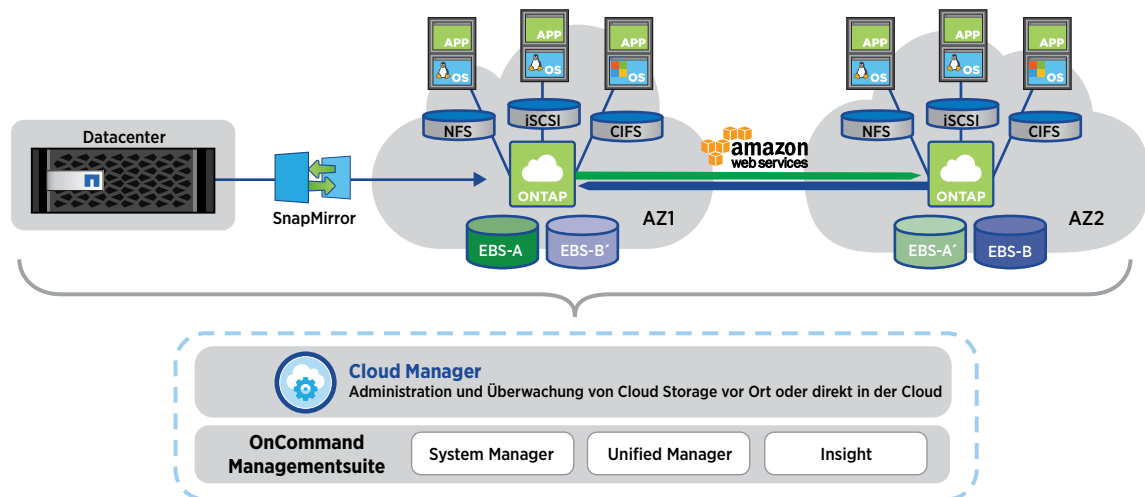 APP
OS
APP
OS
APP
OS
NFS
iSCSI
CIFS
ONTAP
AZ1
EBS-A
EBS-B´
APP
OS
APP
OS
APP
OS
NFS
iSCSI
CIFS
ONTAP
AZ2
EBS-A´
EBS-B
Datacenter
SnapMirror
amazon
web services
Cloud Manager
Administration und Überwachung von Cloud Storage vor Ort oder direkt in der Cloud
OnCommand
Managementsuite
System Manager
Unified Manager
Insight